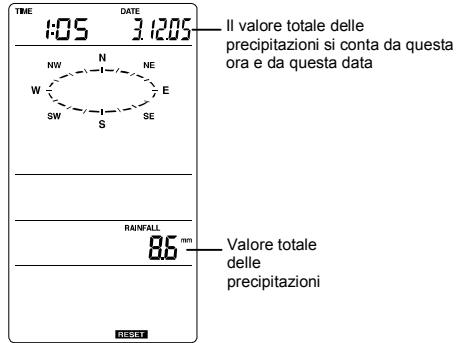 TIME DATE
1:05 3.12.05
Il valore totale delle
precipitazioni si conta da questa
ora e da questa data
N
NW NE
W E
SW SE
S
RAINFALL
8.6 mm
Valore totale
delle
precipitazioni
RESET